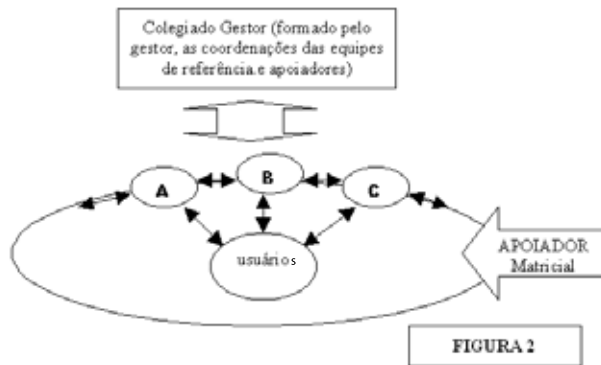 Colegiado Gestor (formado pelo
gestor, as coordenações das equipes
de referência e apoiadores)
A
B
C
usuários
APOIADOR
Matricial
FIGURA 2